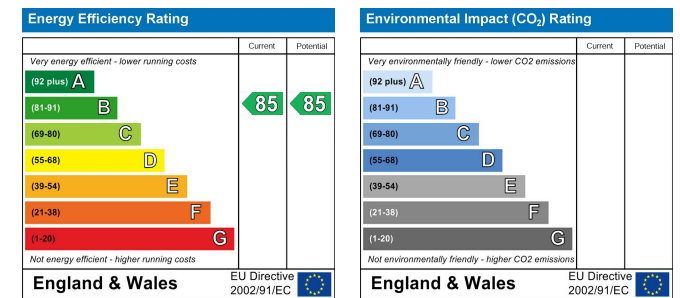 Energy Efficiency Rating
Current Potential
Very energy efficient - lower running costs
(92 plus) A
(81-91) B
85 85
(69-80) C
(55-68) D
(39-54) E
(21-38) F
(1-20) G
Not energy efficient - higher running costs
England & Wales
EU Directive
2002/91/EC
Environmental Impact (CO2) Rating
Current Potential
Very environmentally friendly - lower CO2 emissions
(92 plus) A
(81-91) B
(69-80) C
(55-68) D
(39-54) E
(21-38) F
(1-20) G
Not environmentally friendly - higher CO2 emissions
England & Wales
EU Directive
2002/91/EC